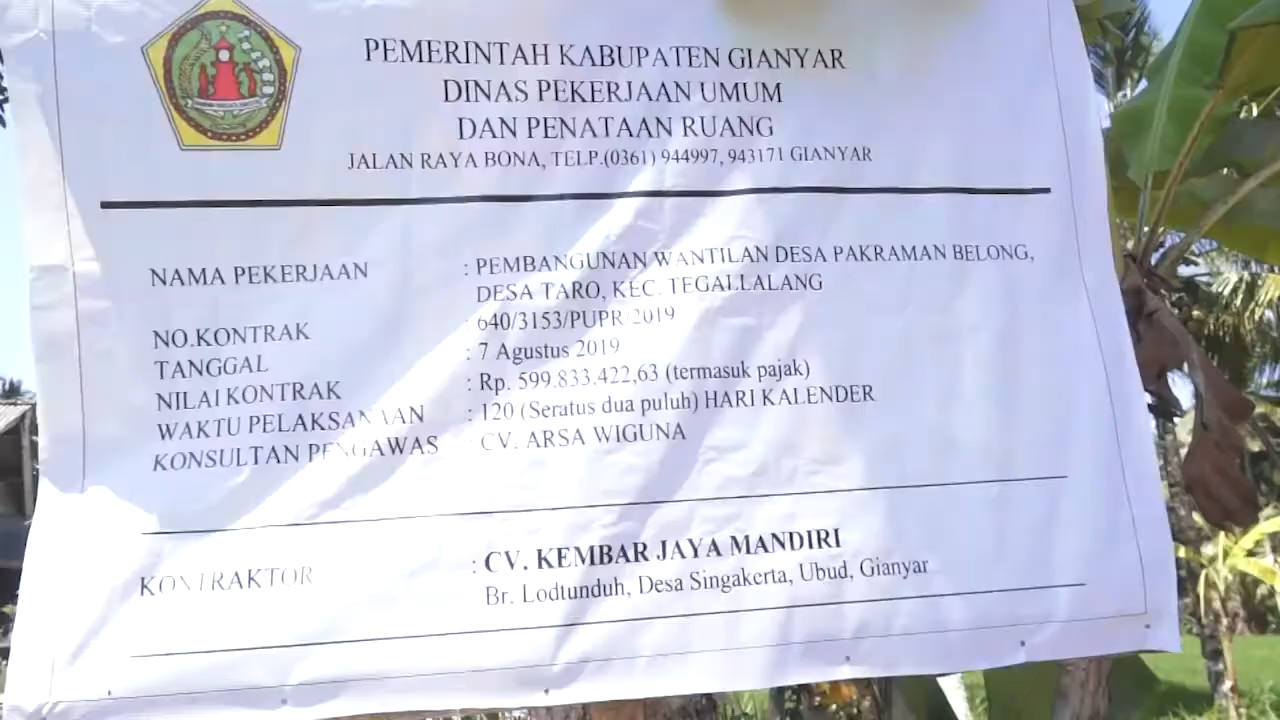 PEMERINTAH KABUPATEN GIANYAR
DINAS PEKERJAAN UMUM
DAN PENATAAN RUANG
JALAN RAYA BONA, TELP.(0361) 944997, 943171 GIANYAR
NAMA PEKERJAAN : PEMBANGUNAN WANTILAN DESA PAKRAMAN BELONG,
DESA TARO, KEC. TEGALLALANG
NO.KONTRAK : 640/3153/PUPR/2019
TANGGAL : 7 Agustus 2019
NILAI KONTRAK : Rp. 599.833.422,63 (termasuk pajak)
WAKTU PELAKSANAAN : 120 (Seratus dua puluh) HARI KALENDER
KONSULTAN PENGAWAS : CV. ARSA WIGUNA
KONTRAKTOR : CV. KEMBAR JAYA MANDIRI
Br. Lodtunduh, Desa Singakerta, Ubud, Gianyar